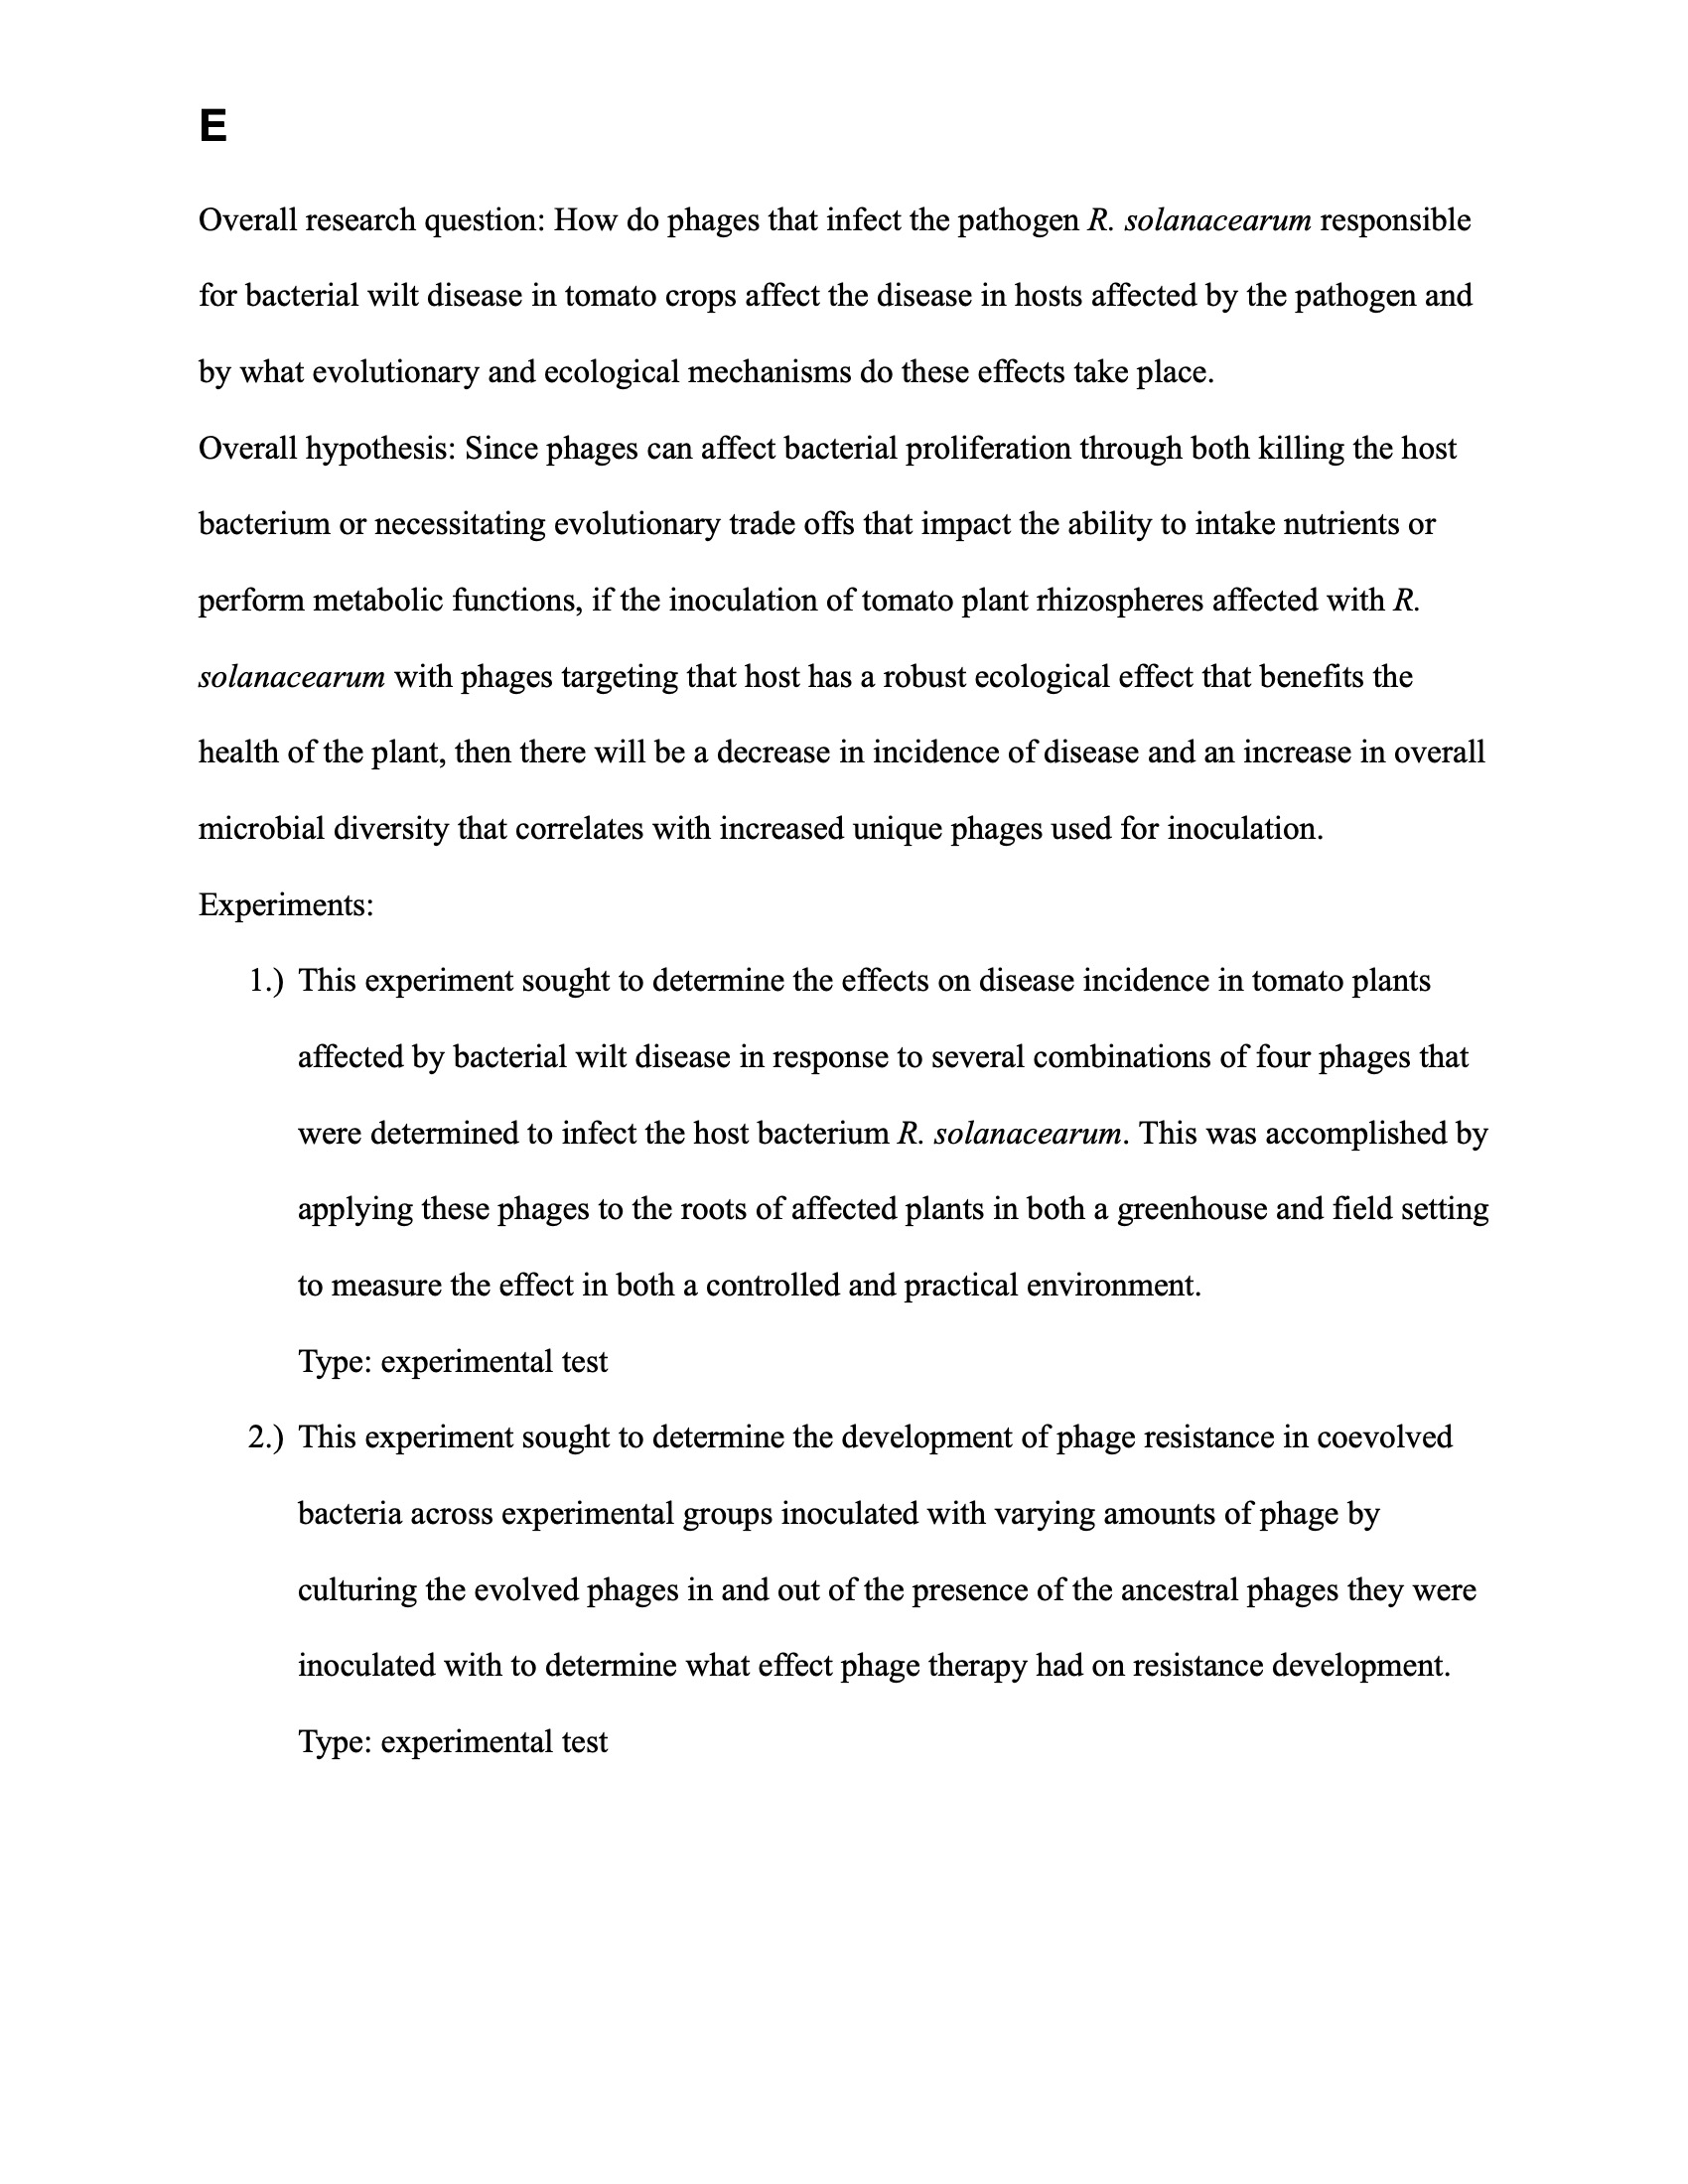 E
Overall research question: How do phages that infect the pathogen R. solanacearum responsible
for bacterial wilt disease in tomato crops affect the disease in hosts affected by the pathogen and
by what evolutionary and ecological mechanisms do these effects take place.
Overall hypothesis: Since phages can affect bacterial proliferation through both killing the host
bacterium or necessitating evolutionary trade offs that impact the ability to intake nutrients or
perform metabolic functions, if the inoculation of tomato plant rhizospheres affected with R.
solanacearum with phages targeting that host has a robust ecological effect that benefits the
health of the plant, then there will be a decrease in incidence of disease and an increase in overall
microbial diversity that correlates with increased unique phages used for inoculation.
Experiments:
1.) This experiment sought to determine the effects on disease incidence in tomato plants
affected by bacterial wilt disease in response to several combinations of four phages that
were determined to infect the host bacterium R. solanacearum. This was accomplished by
applying these phages to the roots of affected plants in both a greenhouse and field setting
to measure the effect in both a controlled and practical environment.
Type: experimental test
2.) This experiment sought to determine the development of phage resistance in coevolved
bacteria across experimental groups inoculated with varying amounts of phage by
culturing the evolved phages in and out of the presence of the ancestral phages they were
inoculated with to determine what effect phage therapy had on resistance development.
Type: experimental test